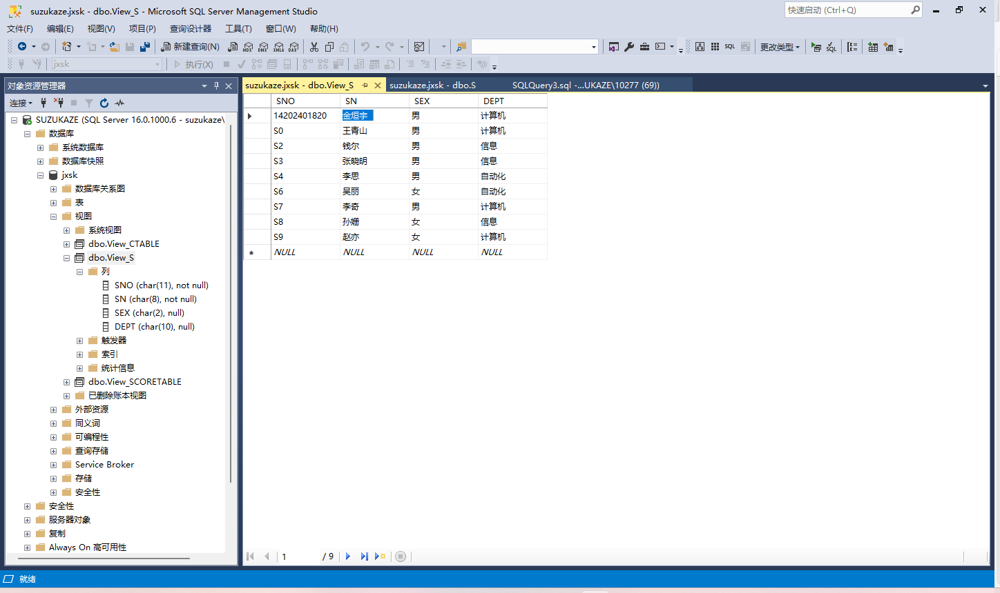 suzukaze.jxsk - dbo.View_S - Microsoft SQL Server Management Studio
快速启动 (Ctrl+Q)
文件(F) 编辑(E) 视图(V) 项目(P) 查询设计器 工具(T) 窗口(W) 帮助(H)
新建查询(N) MDX DMX XMLA DAX SQL 更改类型 SQL
jxsk 执行(X)
对象资源管理器
suzukaze.jxsk - dbo.View_S suzukaze.jxsk - dbo.S SQLQuery3.sql -...UKAZE\10277 (69))
连接
SUZUKAZE (SQL Server 16.0.1000.6 - suzukaze\
数据库
系统数据库
数据库快照
jxsk
数据库关系图
表
视图
系统视图
dbo.View_CTABLE
dbo.View_S
列
SNO (char(11), not null)
SN (char(8), not null)
SEX (char(2), null)
DEPT (char(10), null)
触发器
索引
统计信息
dbo.View_SCORETABLE
已删除账本视图
外部资源
同义词
可编程性
查询存储
Service Broker
存储
安全性
安全性
服务器对象
复制
Always On 高可用性
SNO SN SEX DEPT
14202401820 金烜宇 男 计算机
S0 王青山 男 计算机
S2 钱尔 男 信息
S3 张晓明 男 信息
S4 李思 男 自动化
S6 吴丽 女 自动化
S7 李奇 男 计算机
S8 孙姗 女 信息
S9 赵亦 女 计算机
NULL NULL NULL NULL
1 / 9
就绪